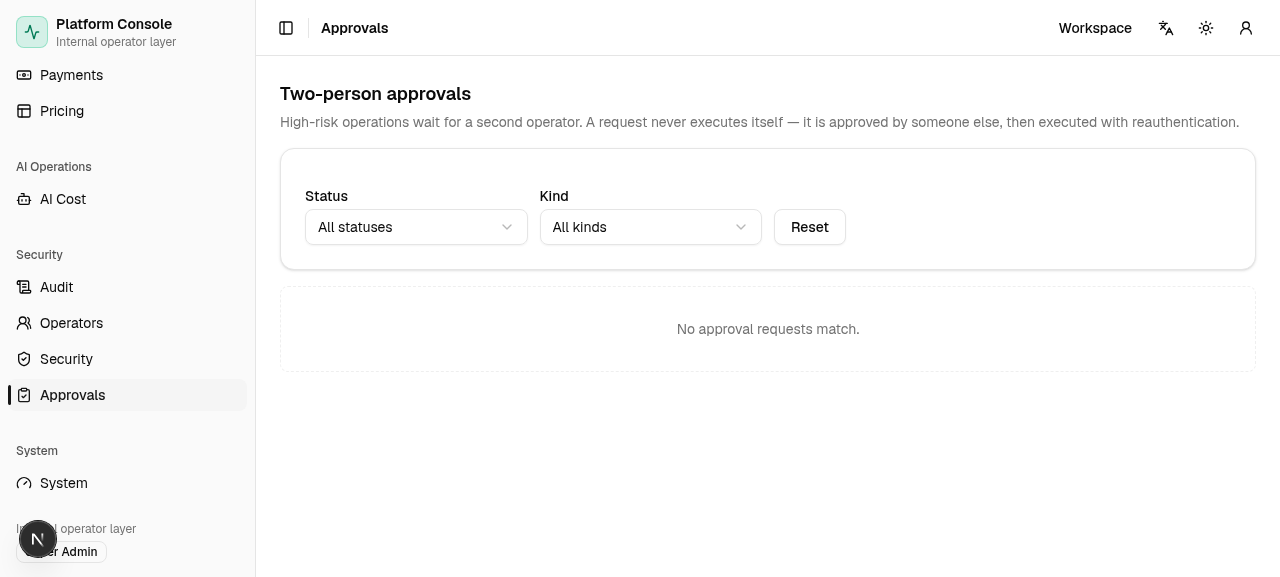 Platform Console
Internal operator layer
Payments
Pricing
AI Operations
AI Cost
Security
Audit
Operators
Security
Approvals
System
System
operator layer
Admin
Approvals
Workspace
Two-person approvals
High-risk operations wait for a second operator. A request never executes itself — it is approved by someone else, then executed with reauthentication.
Status
Kind
All statuses
All kinds
Reset
No approval requests match.
N